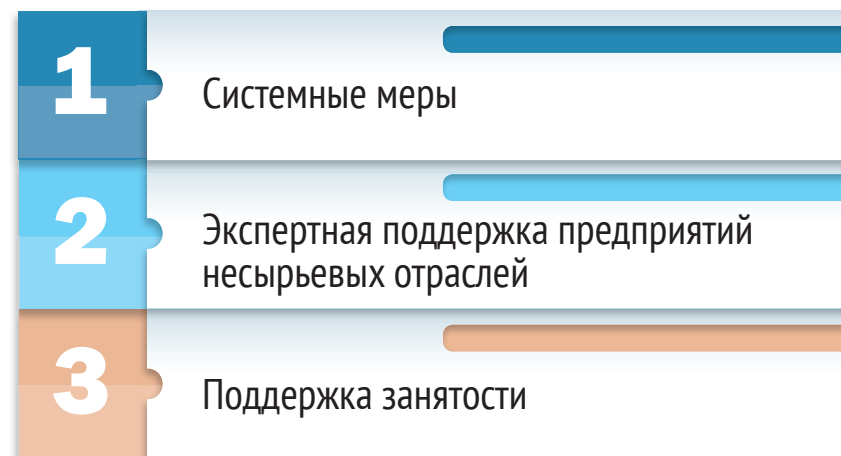 1
Системные меры
2
Экспертная поддержка предприятий
несырьевых отраслей
3
Поддержка занятости